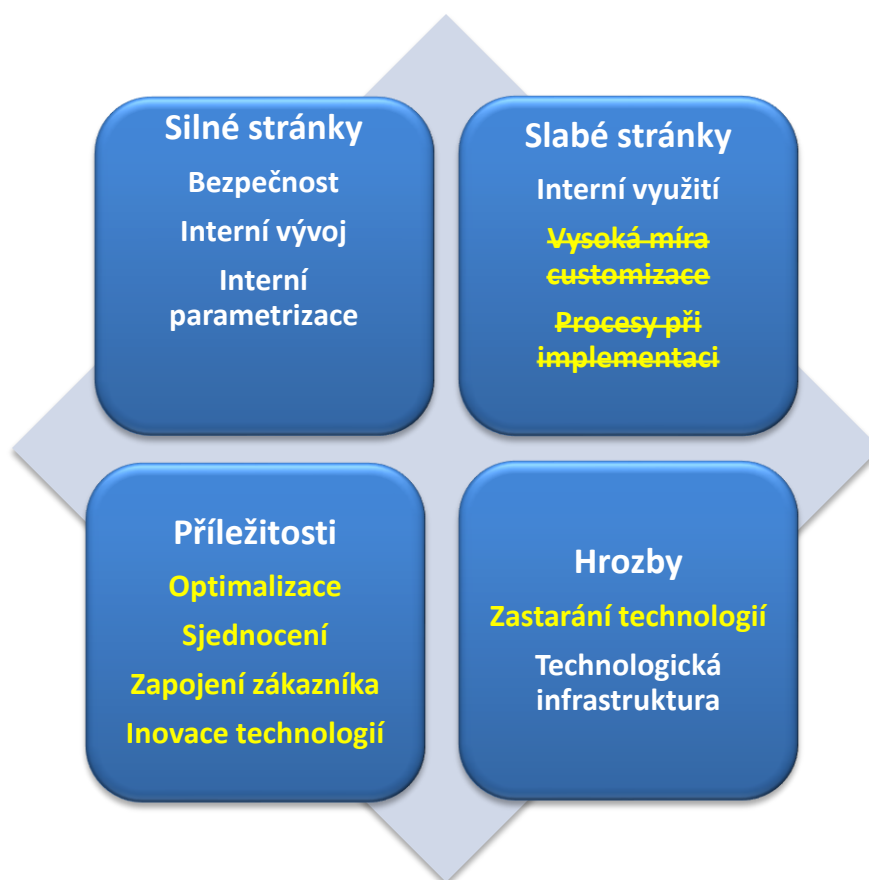 Silné stránky
Bezpečnost
Interní vývoj
Interní
parametrizace
Slabé stránky
Interní využití
Vysoká míra
customizace
Procesy při
implementaci
Příležitosti
Optimalizace
Sjednocení
Zapojení zákazníka
Inovace technologií
Hrozby
Zastarání technologií
Technologická
infrastruktura